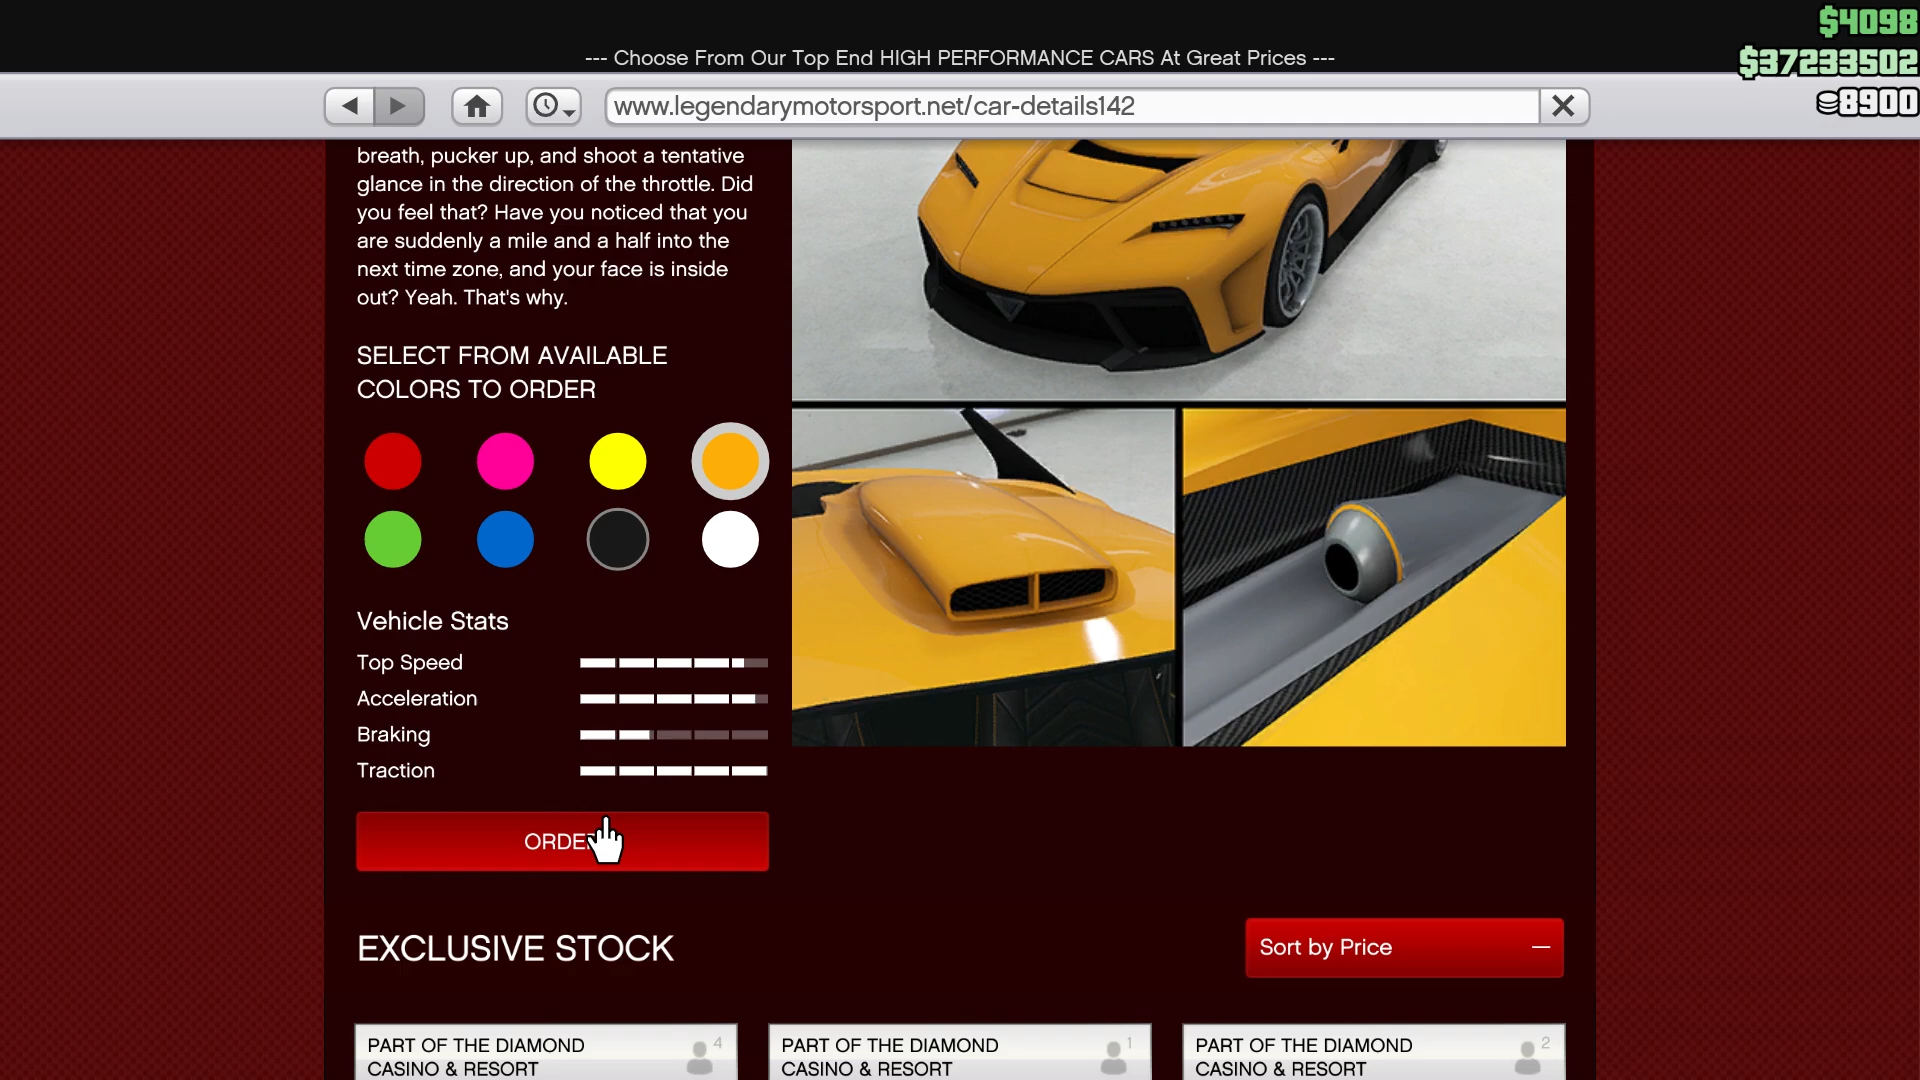 $4098
--- Choose From Our Top End HIGH PERFORMANCE CARS At Great Prices ---
$37233502
8900
www.legendarymotorsport.net/car-details142
breath, pucker up, and shoot a tentative
glance in the direction of the throttle. Did
you feel that? Have you noticed that you
are suddenly a mile and a half into the
next time zone, and your face is inside
out? Yeah. That's why.
SELECT FROM AVAILABLE
COLORS TO ORDER
Vehicle Stats
Top Speed
Acceleration
Braking
Traction
ORDER
EXCLUSIVE STOCK
Sort by Price
PART OF THE DIAMOND
CASINO & RESORT
4
PART OF THE DIAMOND
CASINO & RESORT
1
PART OF THE DIAMOND
CASINO & RESORT
2